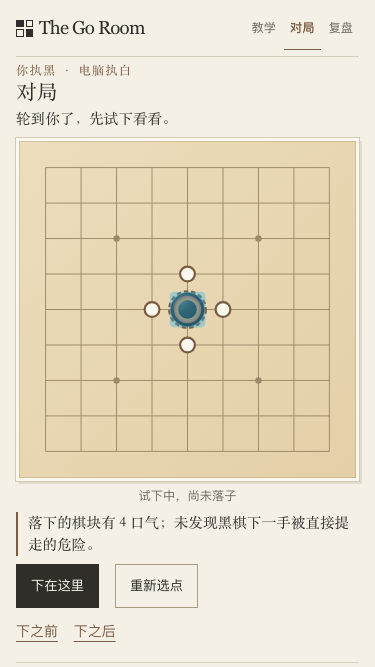 The Go Room
教学 对局 复盘
你执黑 · 电脑执白
对局
轮到你了，先试下看看。
试下中，尚未落子
落下的棋块有 4 口气；未发现黑棋下一手被直接提
走的危险。
下在这里 重新选点
下之前 下之后